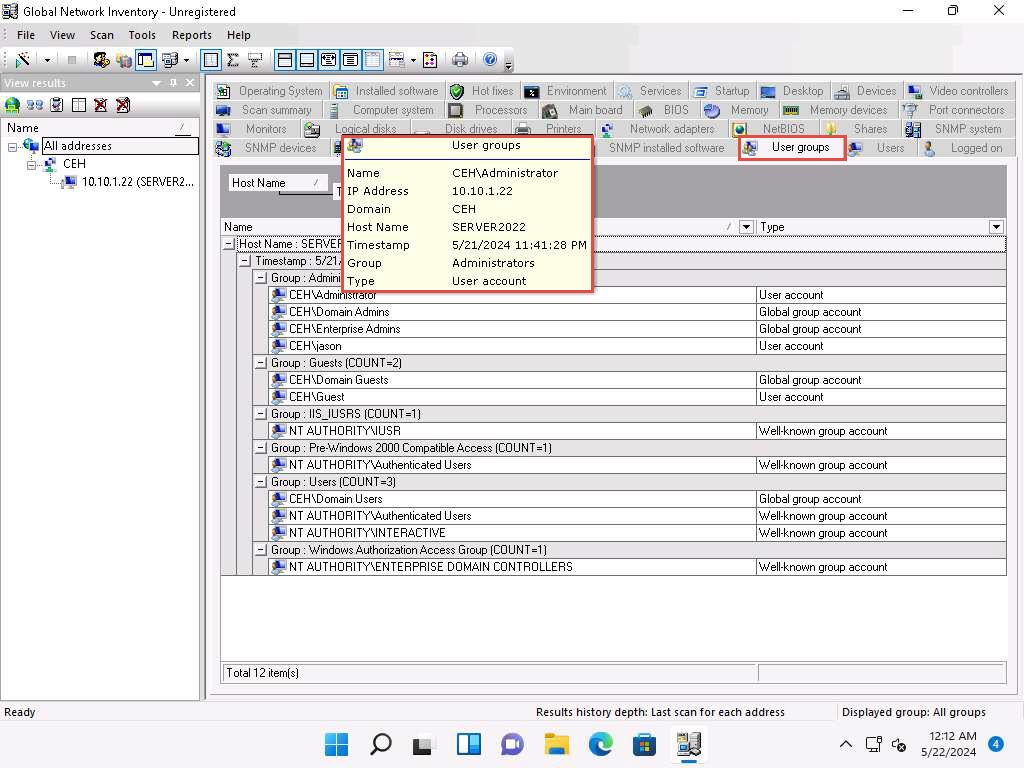 Global Network Inventory - Unregistered
File View Scan Tools Reports Help
View results
Name
All addresses
CEH
10.10.1.22 (SERVER2...
Operating System Installed software Hot fixes Environment Services Startup Desktop Devices Video controllers
Scan summary Computer system Processors Main board BIOS Memory Memory devices Port connectors
Monitors Logical disks Disk drives Printers Network adapters NetBIOS Shares SNMP system
SNMP devices SNMP installed software User groups Users Logged on
User groups
Name CEH\Administrator
IP Address 10.10.1.22
Domain CEH
Host Name SERVER2022
Timestamp 5/21/2024 11:41:28 PM
Group Administrators
Type User account
Host Name
Name Type
Host Name : SERVER
Timestamp : 5/21/
Group : Admini
CEH\Administrator User account
CEH\Domain Admins Global group account
CEH\Enterprise Admins Global group account
CEH\jason User account
Group : Guests (COUNT=2)
CEH\Domain Guests Global group account
CEH\Guest User account
Group : IIS_IUSRS (COUNT=1)
NT AUTHORITY\IUSR Well-known group account
Group : Pre-Windows 2000 Compatible Access (COUNT=1)
NT AUTHORITY\Authenticated Users Well-known group account
Group : Users (COUNT=3)
CEH\Domain Users Global group account
NT AUTHORITY\Authenticated Users Well-known group account
NT AUTHORITY\INTERACTIVE Well-known group account
Group : Windows Authorization Access Group (COUNT=1)
NT AUTHORITY\ENTERPRISE DOMAIN CONTROLLERS Well-known group account
Total 12 item(s)
Ready Results history depth: Last scan for each address Displayed group: All groups
12:12 AM
5/22/2024
4